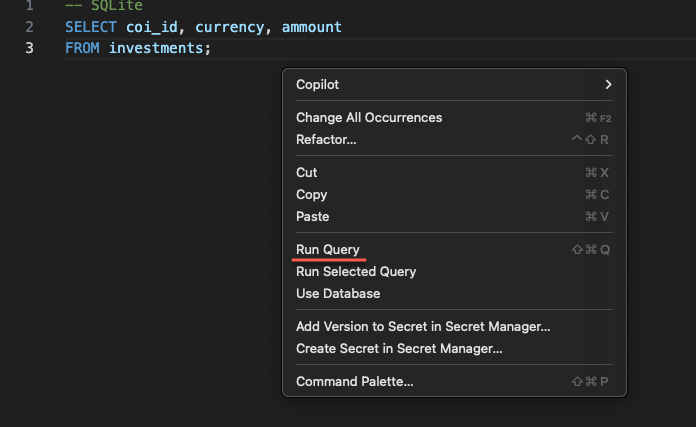 1 -- SQLite
2 SELECT coi_id, currency, ammount
3 FROM investments;
Copilot >
Change All Occurrences ⌘ F2
Refactor... ^⇧ R
Cut ⌘ X
Copy ⌘ C
Paste ⌘ V
Run Query ⇧⌘ Q
Run Selected Query
Use Database
Add Version to Secret in Secret Manager...
Create Secret in Secret Manager...
Command Palette... ⇧⌘ P